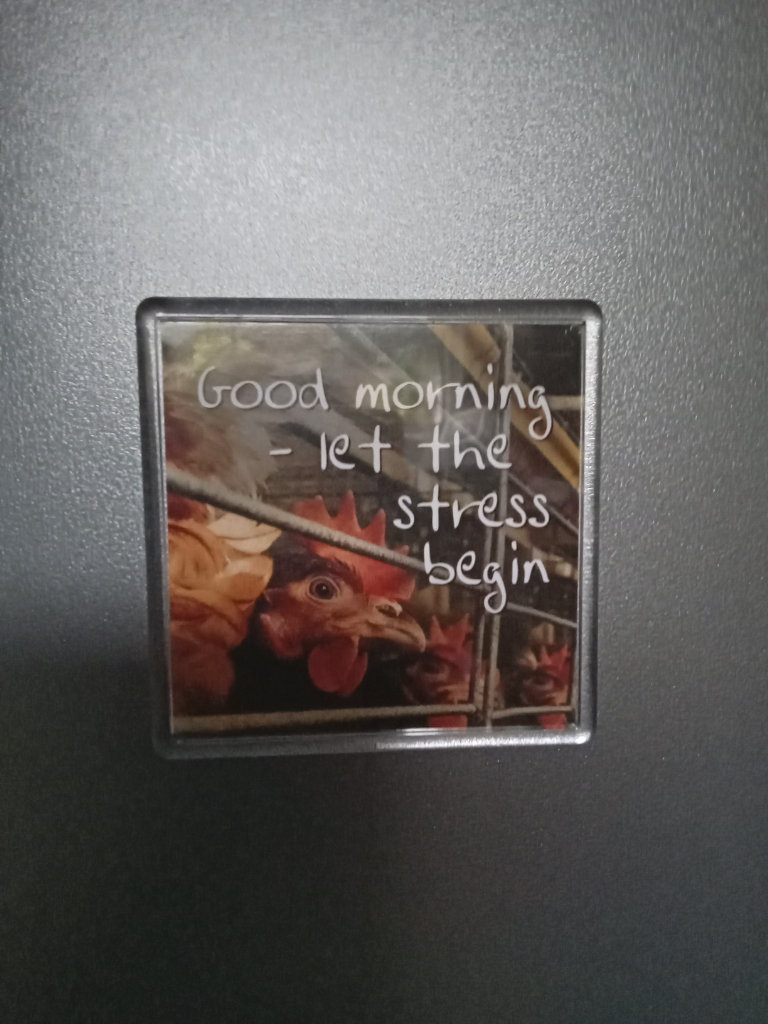 Good morning
- let the
stress
begin